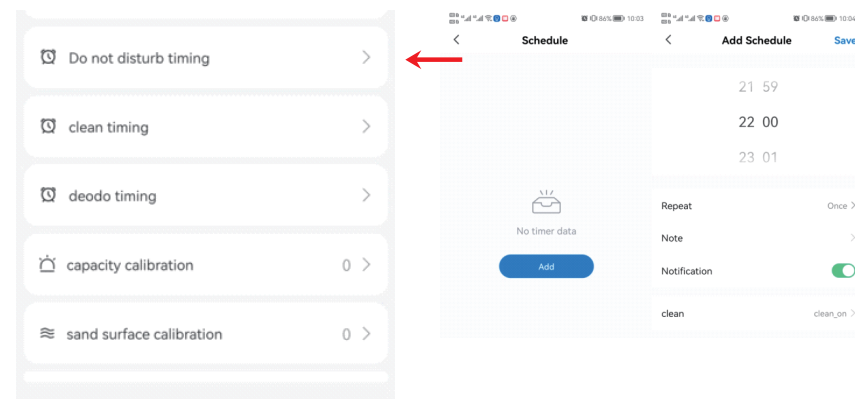 Do not disturb timing
clean timing
deodo timing
capacity calibration 0
sand surface calibration 0
86% 10:03
Schedule
No timer data
Add
86% 10:04
Add Schedule Save
21 59
22 00
23 01
Repeat Once
Note
Notification
clean clean_on